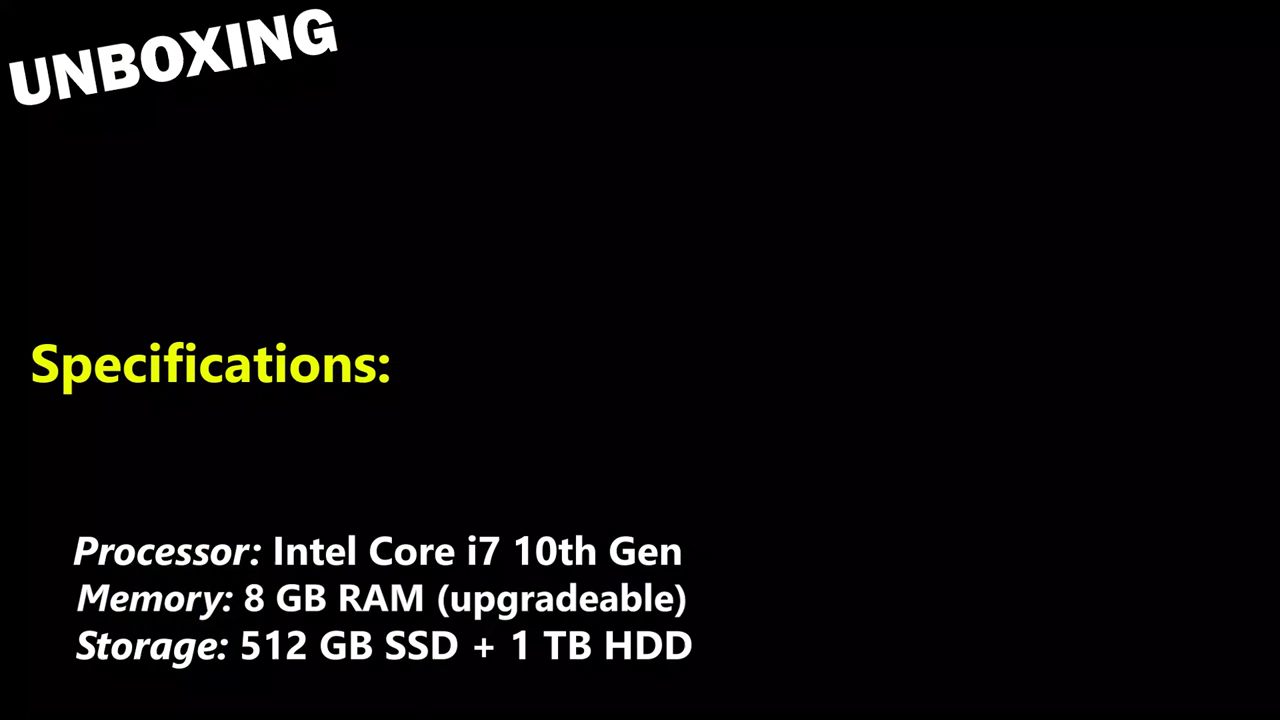 UNBOXING
Specifications:
Processor: Intel Core i7 10th Gen
Memory: 8 GB RAM (upgradeable)
Storage: 512 GB SSD + 1 TB HDD